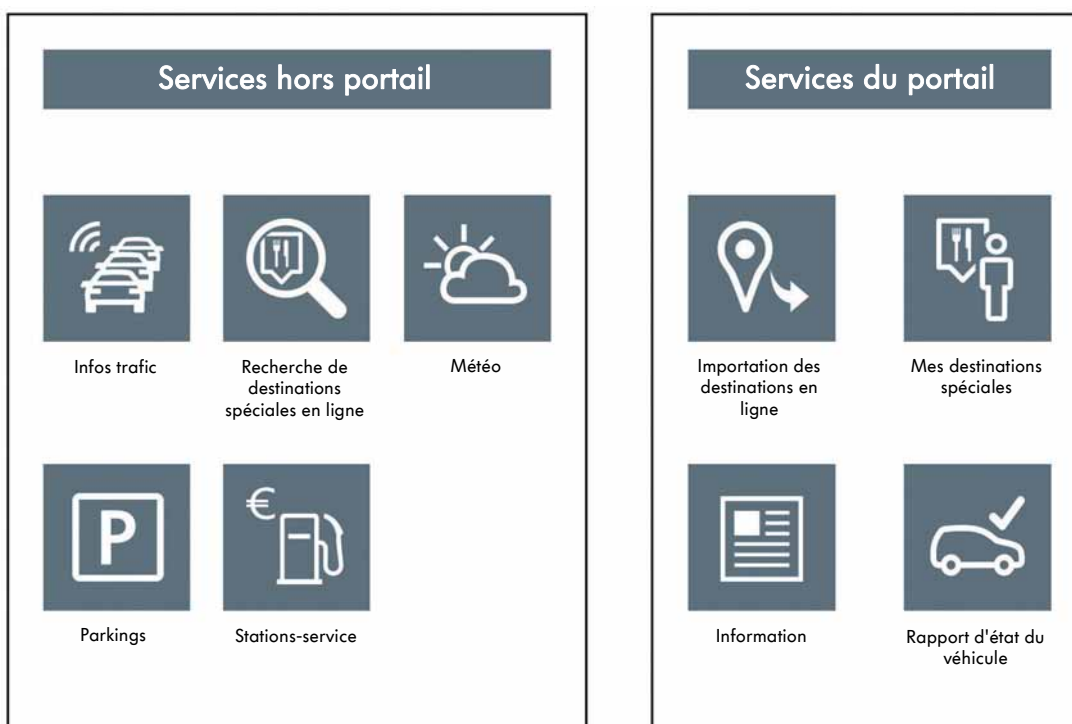 Services hors portail
Infos trafic
Recherche de
destinations
spéciales en ligne
Météo
P
Parkings
€
Stations-service
Services du portail
Importation des
destinations en
ligne
Mes destinations
spéciales
Information
Rapport d'état du
véhicule